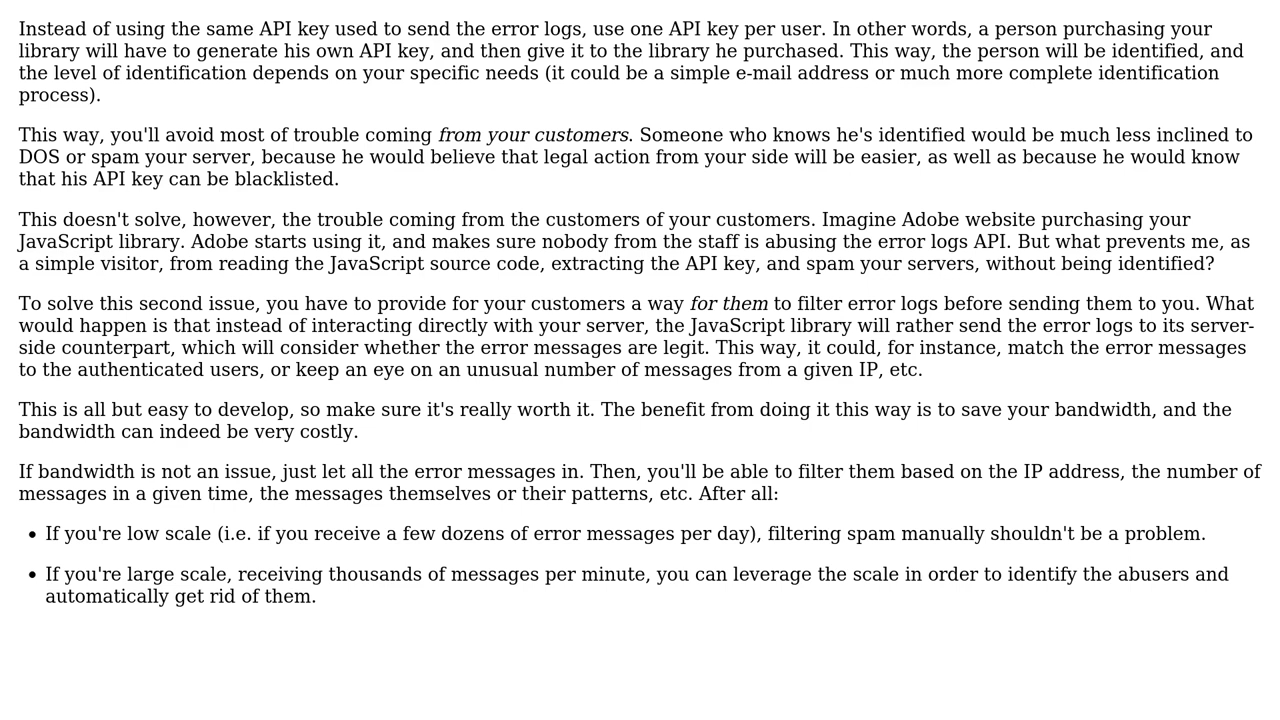 Instead of using the same API key used to send the error logs, use one API key per user. In other words, a person purchasing your
library will have to generate his own API key, and then give it to the library he purchased. This way, the person will be identified, and
the level of identification depends on your specific needs (it could be a simple e-mail address or much more complete identification
process).
This way, you'll avoid most of trouble coming from your customers. Someone who knows he's identified would be much less inclined to
DOS or spam your server, because he would believe that legal action from your side will be easier, as well as because he would know
that his API key can be blacklisted.
This doesn't solve, however, the trouble coming from the customers of your customers. Imagine Adobe website purchasing your
JavaScript library. Adobe starts using it, and makes sure nobody from the staff is abusing the error logs API. But what prevents me, as
a simple visitor, from reading the JavaScript source code, extracting the API key, and spam your servers, without being identified?
To solve this second issue, you have to provide for your customers a way for them to filter error logs before sending them to you. What
would happen is that instead of interacting directly with your server, the JavaScript library will rather send the error logs to its server-
side counterpart, which will consider whether the error messages are legit. This way, it could, for instance, match the error messages
to the authenticated users, or keep an eye on an unusual number of messages from a given IP, etc.
This is all but easy to develop, so make sure it's really worth it. The benefit from doing it this way is to save your bandwidth, and the
bandwidth can indeed be very costly.
If bandwidth is not an issue, just let all the error messages in. Then, you'll be able to filter them based on the IP address, the number of
messages in a given time, the messages themselves or their patterns, etc. After all:
• If you're low scale (i.e. if you receive a few dozens of error messages per day), filtering spam manually shouldn't be a problem.
• If you're large scale, receiving thousands of messages per minute, you can leverage the scale in order to identify the abusers and
automatically get rid of them.